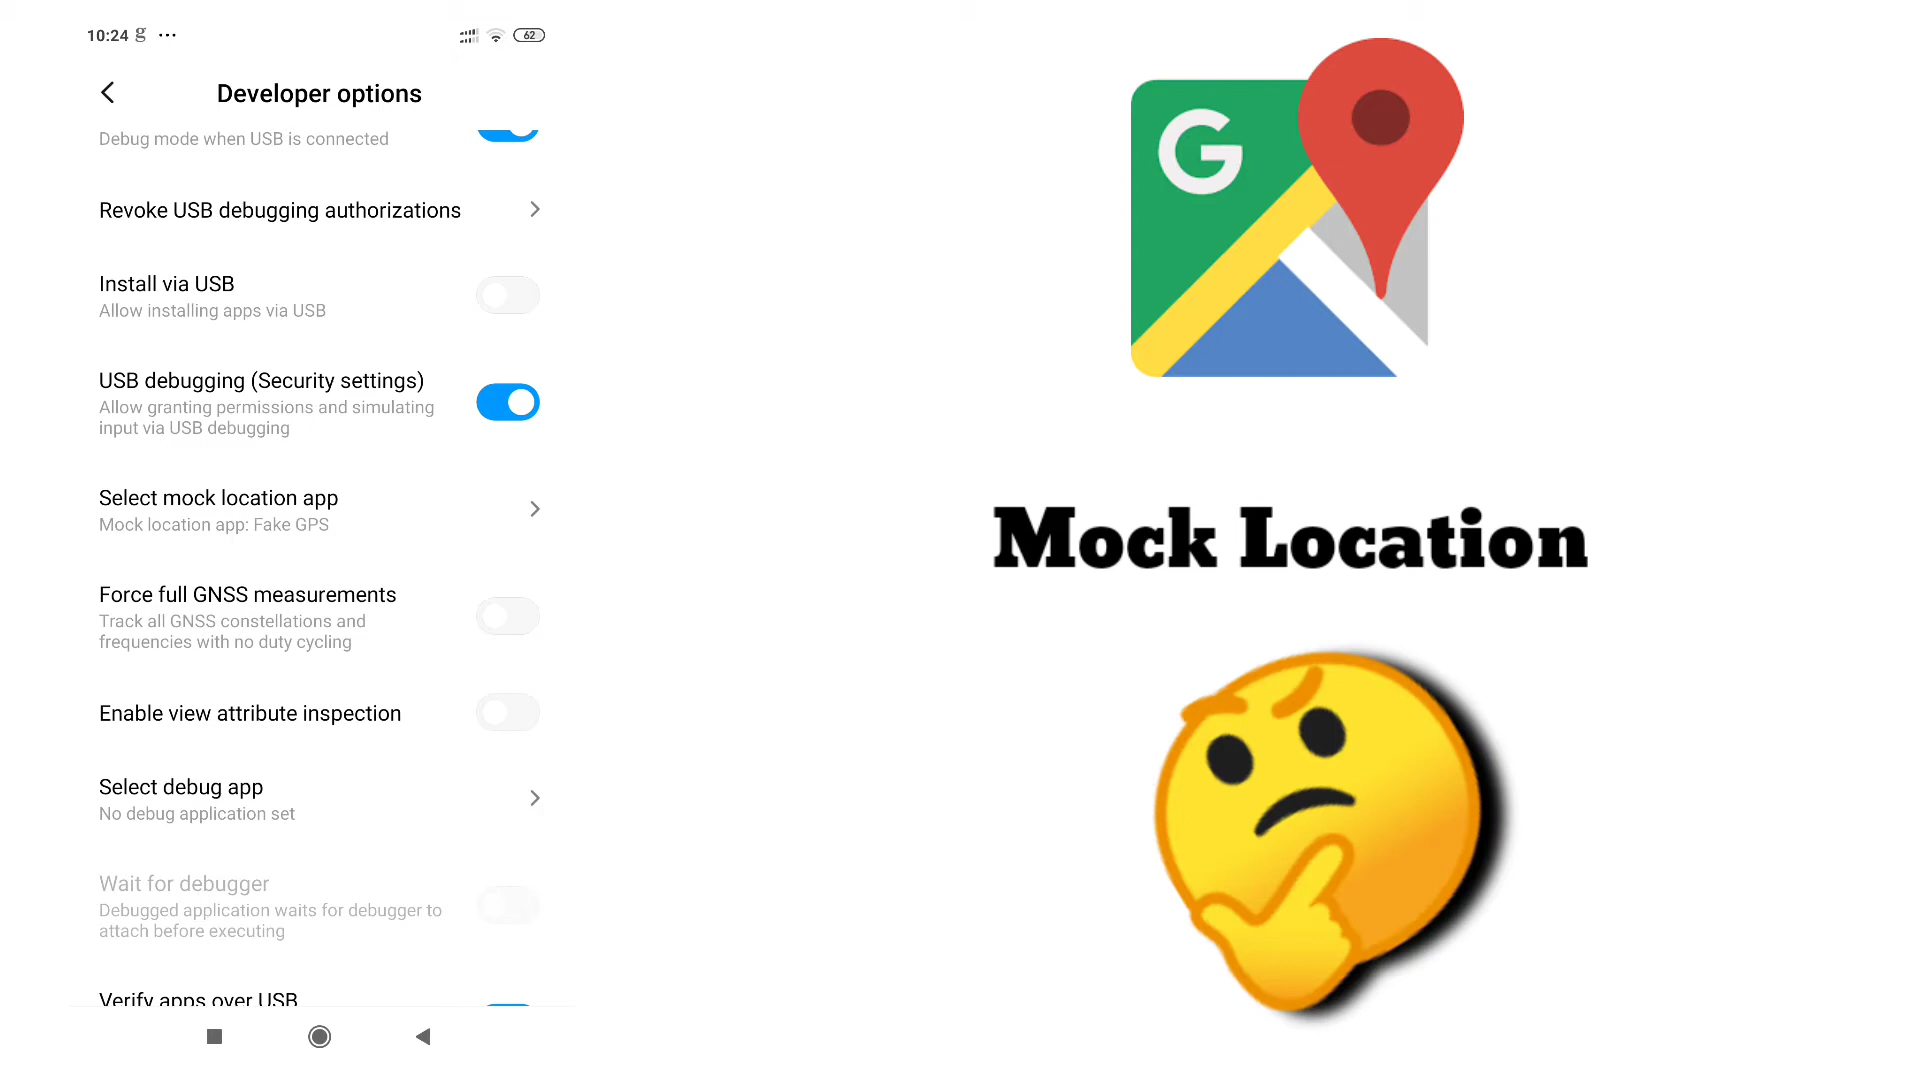 10:24 g ...
62
Developer options
Debug mode when USB is connected
Revoke USB debugging authorizations
Install via USB
Allow installing apps via USB
USB debugging (Security settings)
Allow granting permissions and simulating
input via USB debugging
Select mock location app
Mock location app: Fake GPS
Force full GNSS measurements
Track all GNSS constellations and
frequencies with no duty cycling
Enable view attribute inspection
Select debug app
No debug application set
Wait for debugger
Debugged application waits for debugger to
attach before executing
Verify apps over USB
G
Mock Location